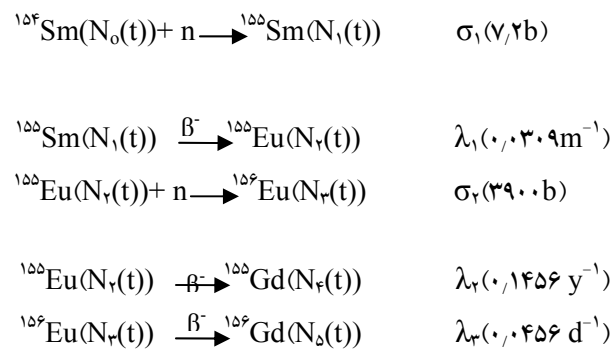 ¹⁵⁴Sm(N₀(t))+ n → ¹⁵⁵Sm(N₁(t)) σ₁(۷/۲b)
¹⁵⁵Sm(N₁(t)) β⁻→ ¹⁵⁵Eu(N₂(t)) λ₁(۰/۰۳۰۹m⁻¹)
¹⁵⁵Eu(N₂(t))+ n → ¹⁵⁶Eu(N₃(t)) σ₂(۳۹۰۰b)
¹⁵⁵Eu(N₂(t)) β⁻→ ¹⁵⁵Gd(N₄(t)) λ₂(۰/۱۴۵۶ y⁻¹)
¹⁵⁶Eu(N₃(t)) β⁻→ ¹⁵⁶Gd(N₅(t)) λ₃(۰/۰۴۵۶ d⁻¹)